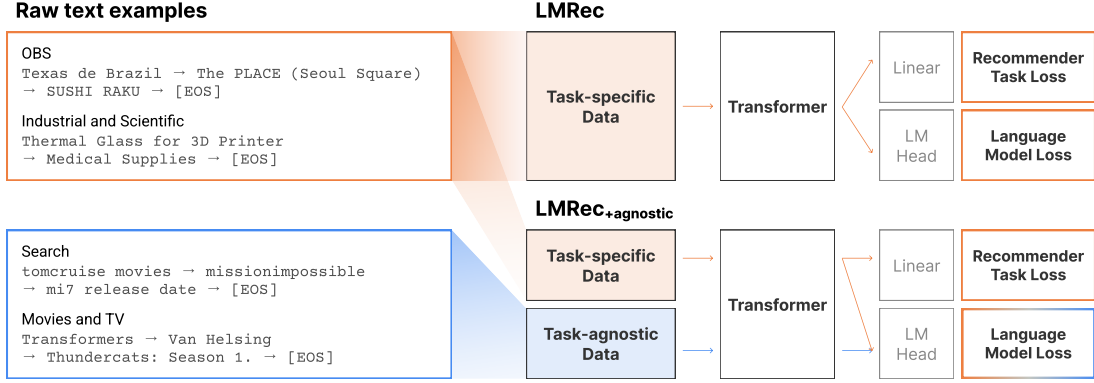 Raw text examples
OBS
Texas de Brazil → The PLACE (Seoul Square)
→ SUSHI RAKU → [EOS]
Industrial and Scientific
Thermal Glass for 3D Printer
→ Medical Supplies → [EOS]
Search
tomcruise movies → missionimpossible
→ mi7 release date → [EOS]
Movies and TV
Transformers → Van Helsing
→ Thundercats: Season 1. → [EOS]
LMRec
Task-specific
Data
Transformer
Linear
Recommender
Task Loss
LM
Head
Language
Model Loss
LMRec+agnostic
Task-specific
Data
Task-agnostic
Data
Transformer
Linear
Recommender
Task Loss
LM
Head
Language
Model Loss